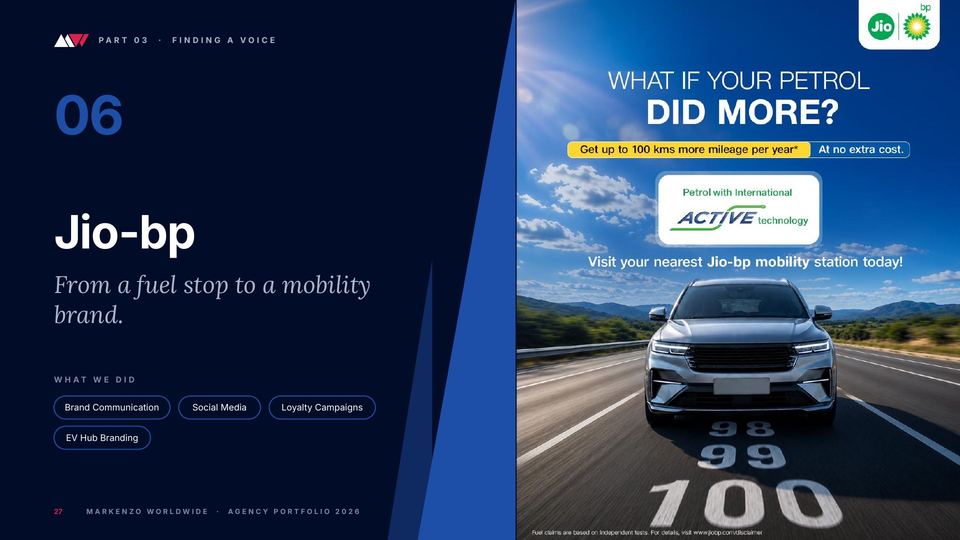 PART 03 · FINDING A VOICE
06
Jio-bp
From a fuel stop to a mobility
brand.
WHAT WE DID
Brand Communication
Social Media
Loyalty Campaigns
EV Hub Branding
27 MARKENZO WORLDWIDE · AGENCY PORTFOLIO 2026
Jio
bp
WHAT IF YOUR PETROL
DID MORE?
Get up to 100 kms more mileage per year*
At no extra cost.
Petrol with International
ACTIVE technology
Visit your nearest Jio-bp mobility station today!
98
99
100
Fuel claims are based on independent tests. For details, visit www.jiobp.com/disclaimer